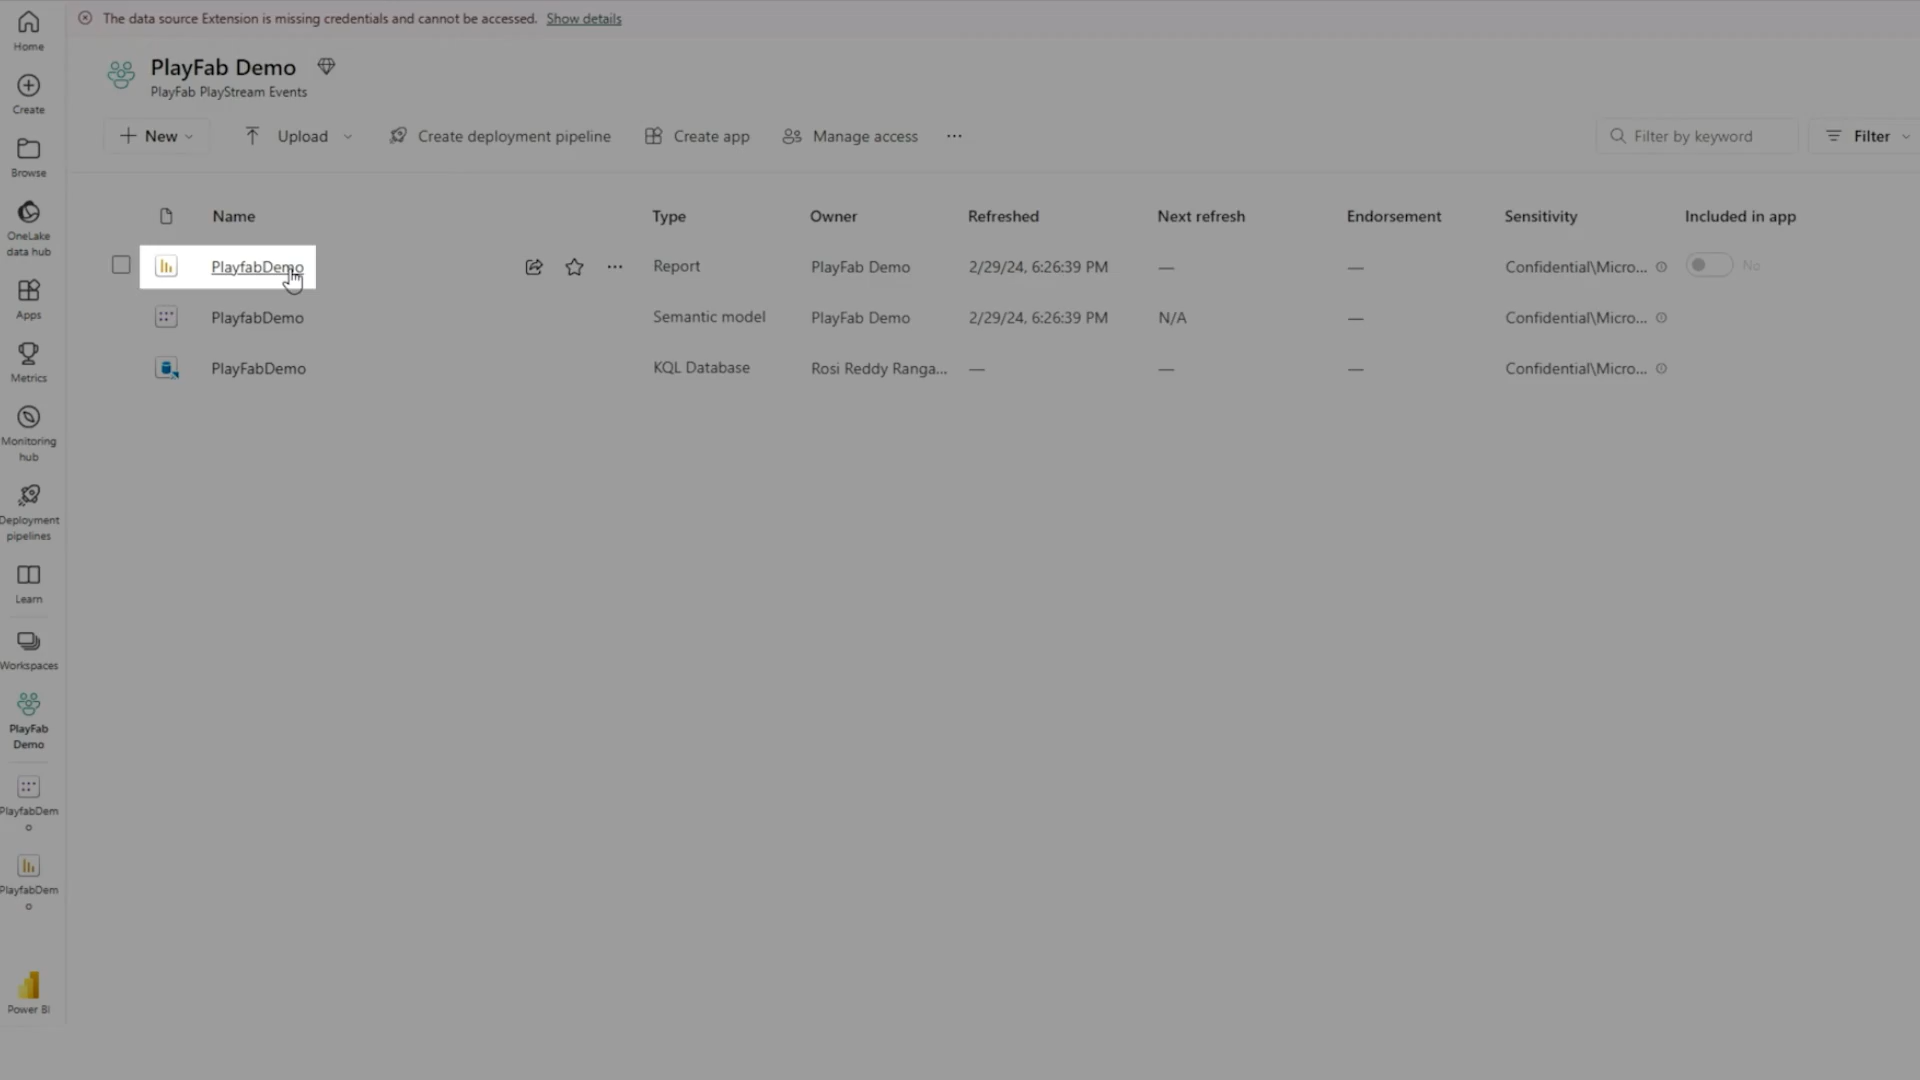 The data source Extension is missing credentials and cannot be accessed. Show details
Home
Create
Browse
OneLake
data hub
Apps
Metrics
Monitoring
hub
Deployment
pipelines
Learn
Workspaces
PlayFab
Demo
PlayfabDem
o
PlayfabDem
o
Power BI
PlayFab Demo
PlayFab PlayStream Events
New Upload Create deployment pipeline Create app Manage access ... Filter by keyword Filter
Name Type Owner Refreshed Next refresh Endorsement Sensitivity Included in app
PlayfabDemo ... Report PlayFab Demo 2/29/24, 6:26:39 PM — — Confidential\Micro... No
PlayfabDemo Semantic model PlayFab Demo 2/29/24, 6:26:39 PM N/A — Confidential\Micro...
PlayFabDemo KQL Database Rosi Reddy Ranga... — — — Confidential\Micro...